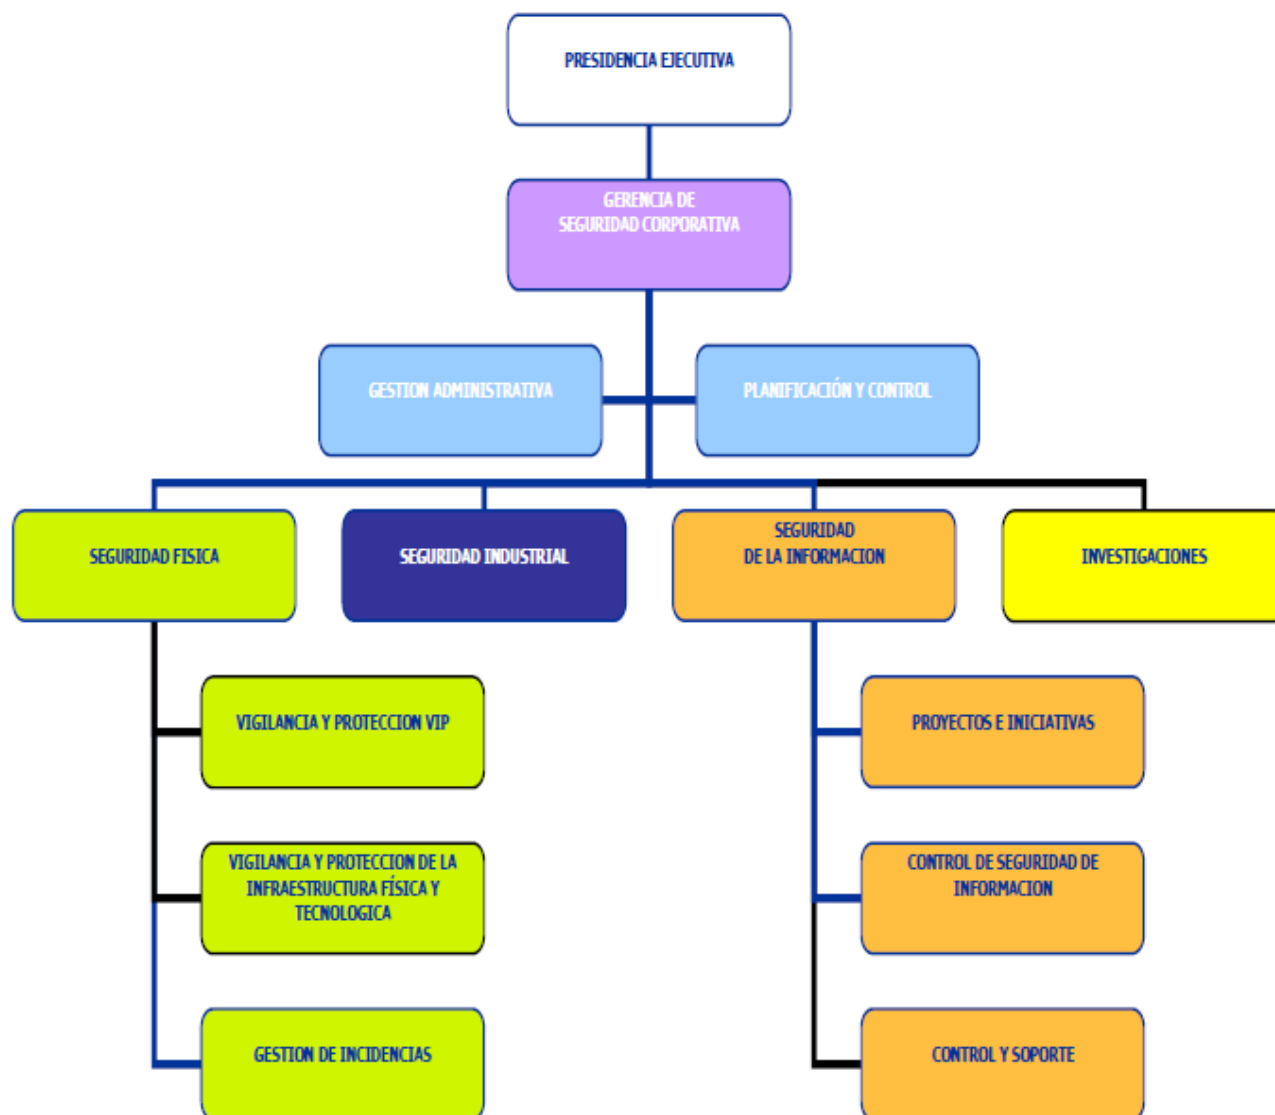 PRESIDENCIA EJECUTIVA
GERENCIA DE
SEGURIDAD CORPORATIVA
GESTION ADMINISTRATIVA
PLANIFICACIÓN Y CONTROL
SEGURIDAD FISICA
SEGURIDAD INDUSTRIAL
SEGURIDAD
DE LA INFORMACION
INVESTIGACIONES
VIGILANCIA Y PROTECCION VIP
PROYECTOS E INICIATIVAS
VIGILANCIA Y PROTECCION DE LA
INFRAESTRUCTURA FÍSICA Y
TECNOLOGICA
CONTROL DE SEGURIDAD DE
INFORMACION
GESTION DE INCIDENCIAS
CONTROL Y SOPORTE